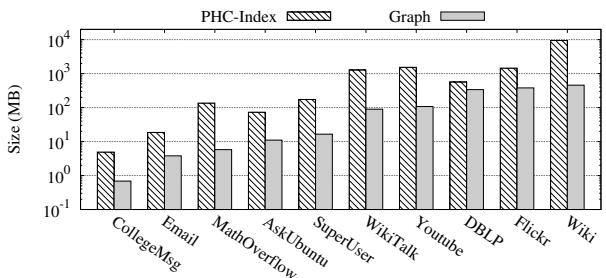 PHC-Index Graph
10^4
10^3
10^2
10^1
10^0
10^-1
Size (MB)
CollegeMsg
Email
MathOverflow
AskUbuntu
SuperUser
WikiTalk
Youtube
DBLP
Flickr
Wiki